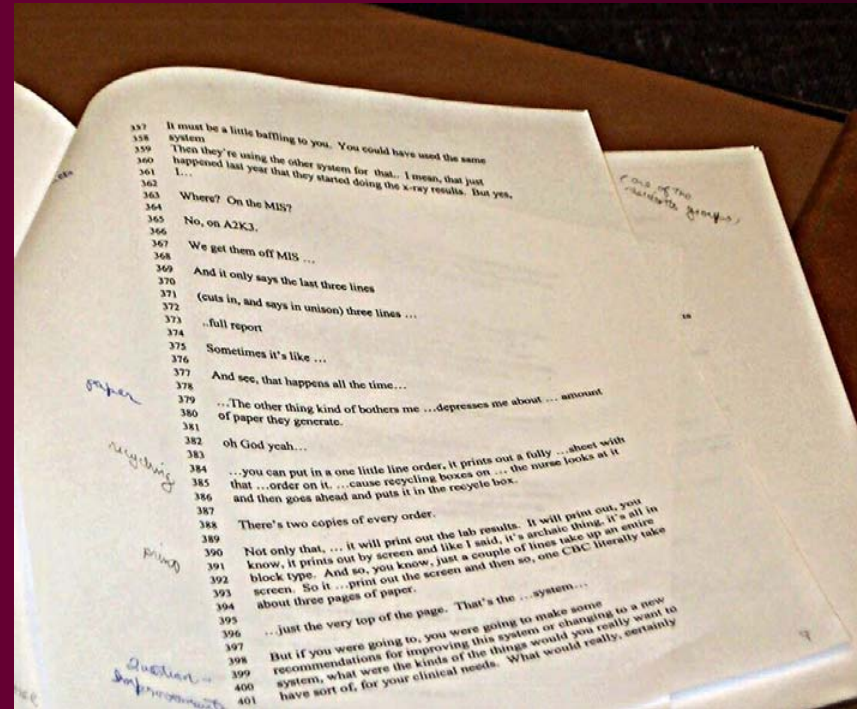 357 It must be a little baffling to you. You could have used the same
358 system
359 Then they're using the other system for that.. I mean, that just
360 happened last year that they started doing the x-ray results. But yes,
361 I...
362
363 Where? On the MIS?
364
365 No, on A2K3.
366
367 We get them off MIS ...
368
369 And it only says the last three lines
370
371 (cuts in, and says in unison) three lines ...
372
373 ..full report
374
375 Sometimes it's like ...
376
377 And see, that happens all the time...
378
paper
379 ...The other thing kind of bothers me ...depresses me about ... amount
380 of paper they generate.
381
382 oh God yeah...
383
recycling
384 ...you can put in a one little line order, it prints out a fully ...sheet with
385 that ...order on it. ...cause recycling boxes on ... the nurse looks at it
386 and then goes ahead and puts it in the recycle box.
387
388 There's two copies of every order.
389
390 Not only that, ... it will print out the lab results. It will print out, you
391 know, it prints out by screen and like I said, it's archaic thing, it's all in
392 block type. And so, you know, just a couple of lines take up an entire
393 screen. So it ...print out the screen and then so, one CBC literally take
394 about three pages of paper.
395
396 ...just the very top of the page. That's the ...system...
397
398 But if you were going to, you were going to make some
399 recommendations for improving this system or changing to a new
400 system, what were the kinds of the things would you really want to
401 have sort of, for your clinical needs. What would really, certainly
Question -
of the
groups,